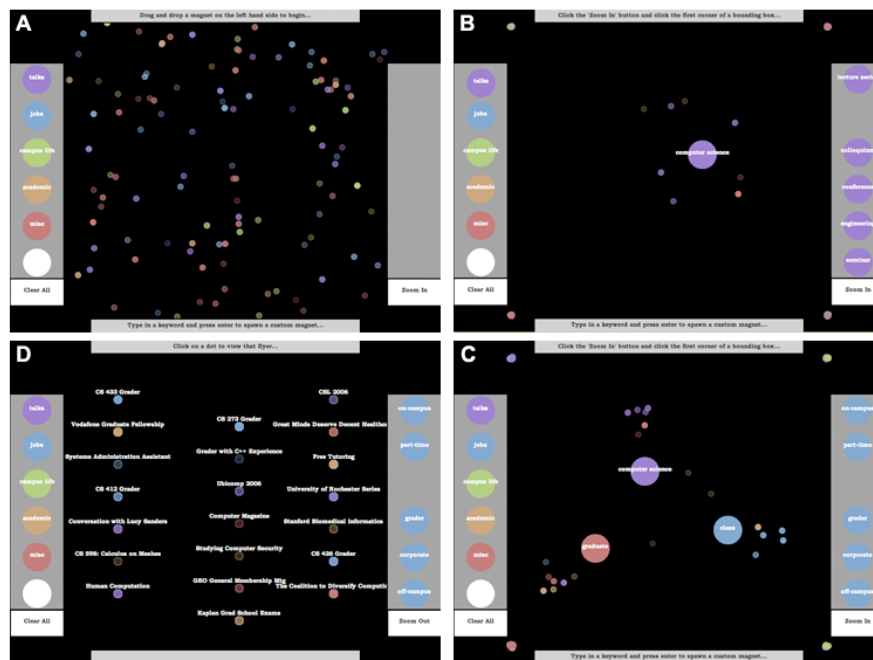 A
Drag and drop a magnet on the left hand side to begin...
talks
jobs
campus life
academic
misc
Clear All
Zoom In
Type in a keyword and press enter to spawn a custom magnet...
B
Click the 'Zoom In' button and click the first corner of a bounding box...
talks
jobs
campus life
academic
misc
Clear All
computer science
lecture serie
colloquium
conference
engineering
seminar
Zoom In
Type in a keyword and press enter to spawn a custom magnet...
D
Click on a dot to view that flyer...
talks
jobs
campus life
academic
misc
Clear All
CS 433 Grader
CSL 2006
CS 273 Grader
Vodafone Graduate Fellowship
Great Minds Deserve Decent Healthcar
Grader with C++ Experience
Systems Administration Assistant
Free Tutoring
Ubicomp 2006
CS 412 Grader
University of Rochester Series
Computer Magazine
Conversation with Lucy Sanders
Stanford Biomedical Informatics
Studying Computer Security
CS 598: Calculus on Meshes
CS 426 Grader
GEO General Membership Mtg
Human Computation
The Coalition to Diversify Computin
Kaplan Grad School Exams
on-campus
part-time
grader
corporate
off-campus
Zoom Out
C
Click the 'Zoom In' button and click the first corner of a bounding box...
talks
jobs
campus life
academic
misc
Clear All
computer science
class
graduate
on-campus
part-time
grader
corporate
off-campus
Zoom In
Type in a keyword and press enter to spawn a custom magnet...